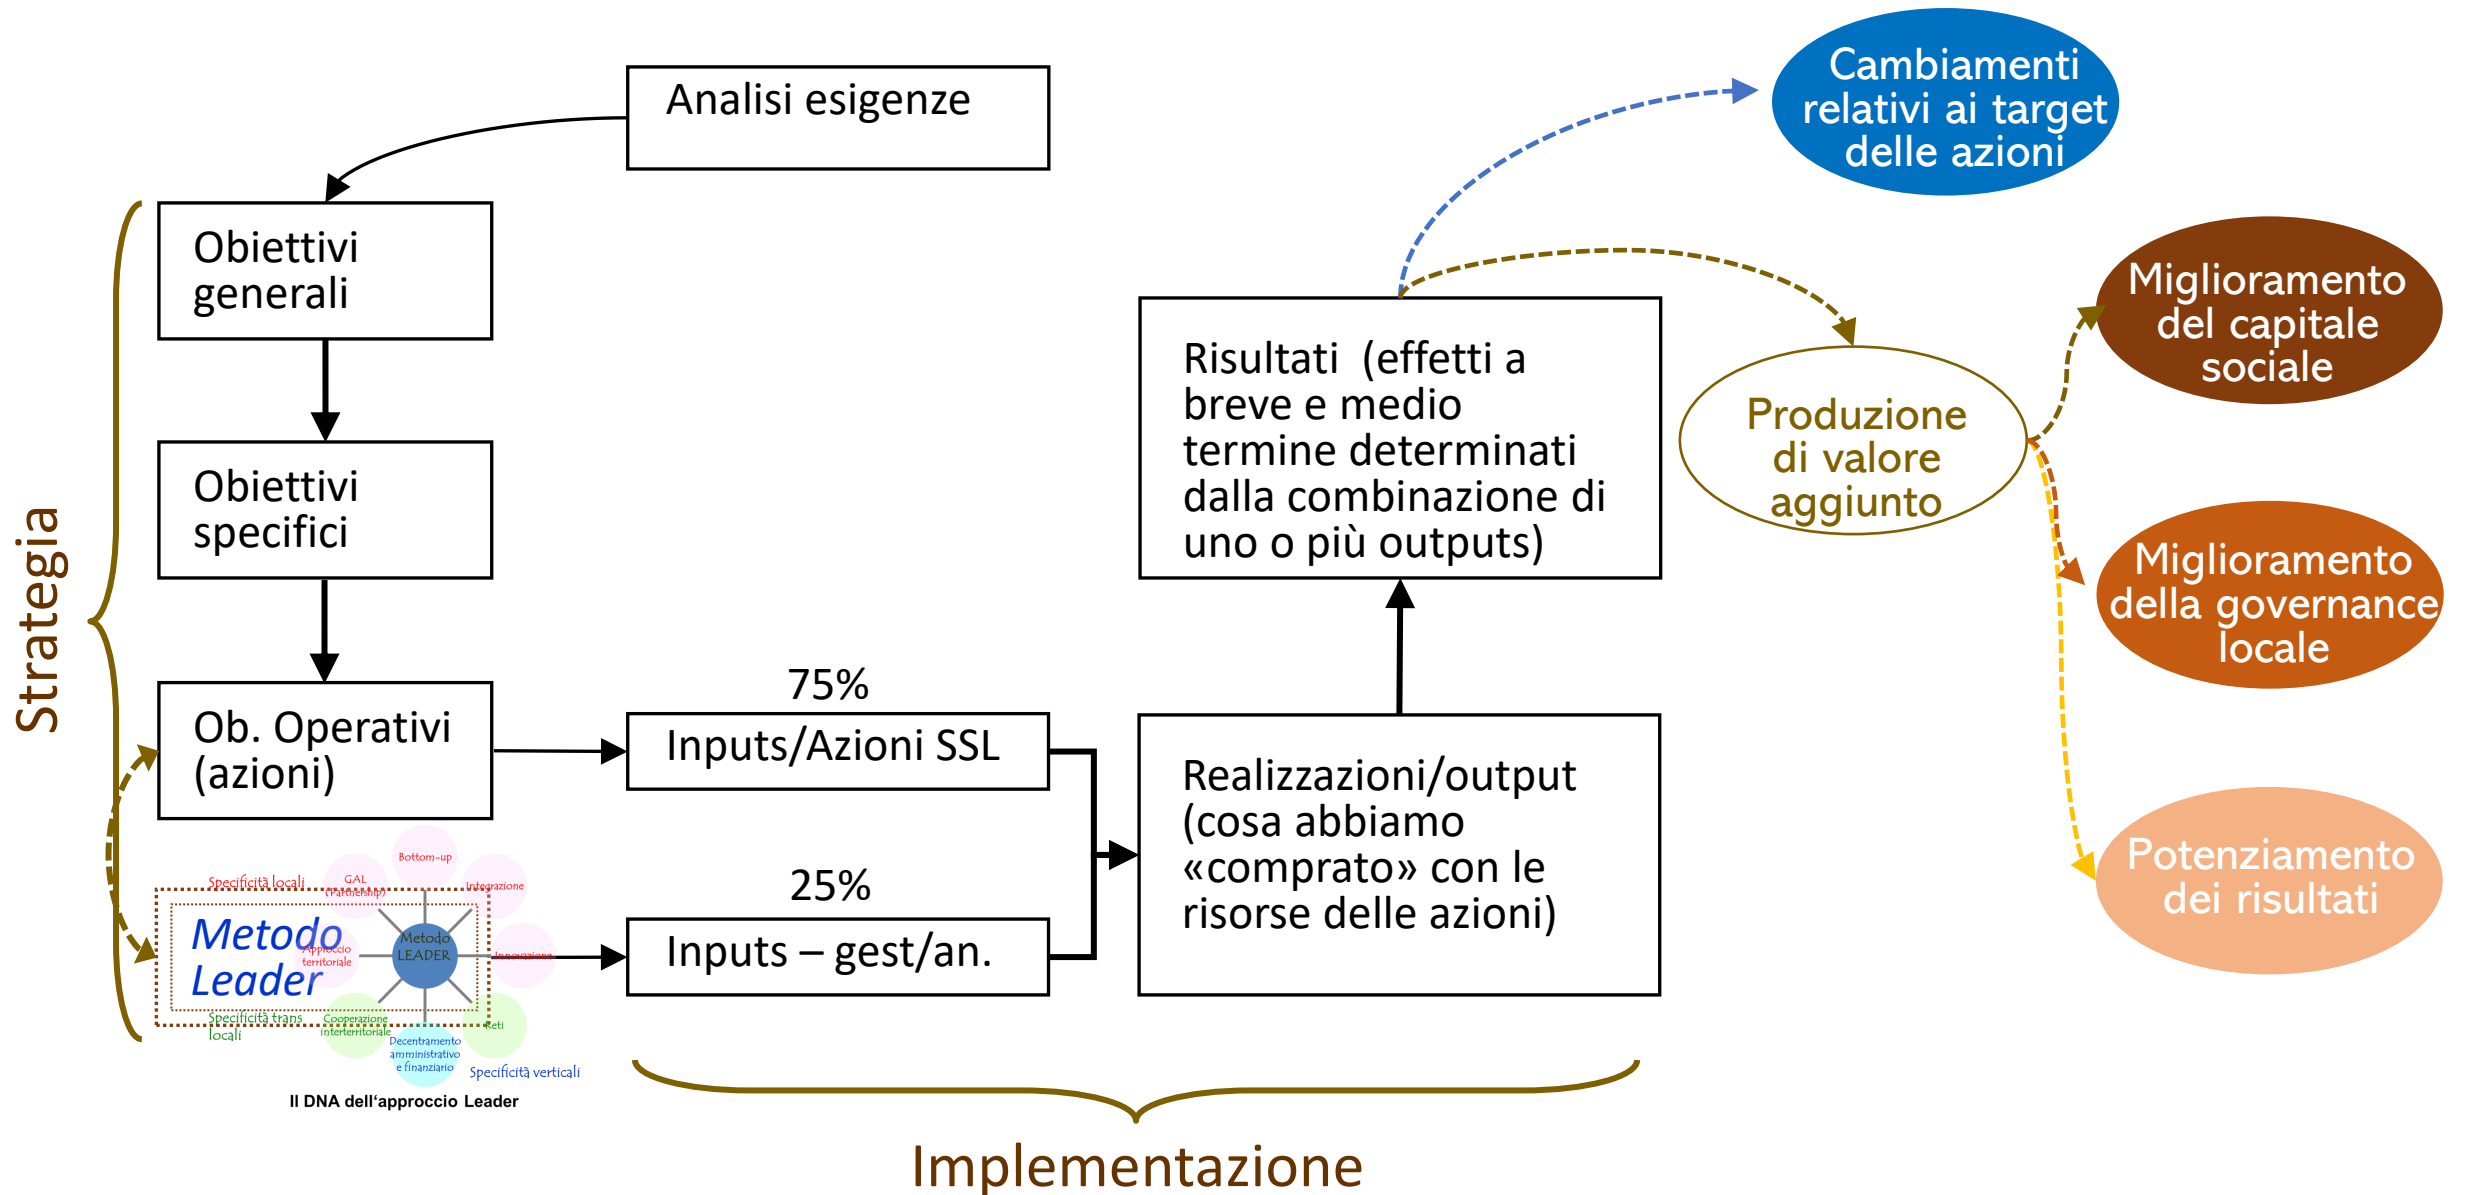 Analisi esigenze
Cambiamenti
relativi ai target
delle azioni
Strategia
Obiettivi
generali
Obiettivi
specifici
Ob. Operativi
(azioni)
Metodo
Leader
Specificità locali
Bottom-up
GAL
(Partnership)
Integrazione
Approccio
territoriale
Metodo
LEADER
Innovazione
Specificità trans
locali
Cooperazione
interterritoriale
Reti
Decentramento
amministrativo
e finanziario
Specificità verticali
Il DNA dell'approccio Leader
75%
Inputs/Azioni SSL
25%
Inputs – gest/an.
Realizzazioni/output
(cosa abbiamo
«comprato» con le
risorse delle azioni)
Risultati (effetti a
breve e medio
termine determinati
dalla combinazione di
uno o più outputs)
Produzione
di valore
aggiunto
Miglioramento
del capitale
sociale
Miglioramento
della governance
locale
Potenziamento
dei risultati
Implementazione